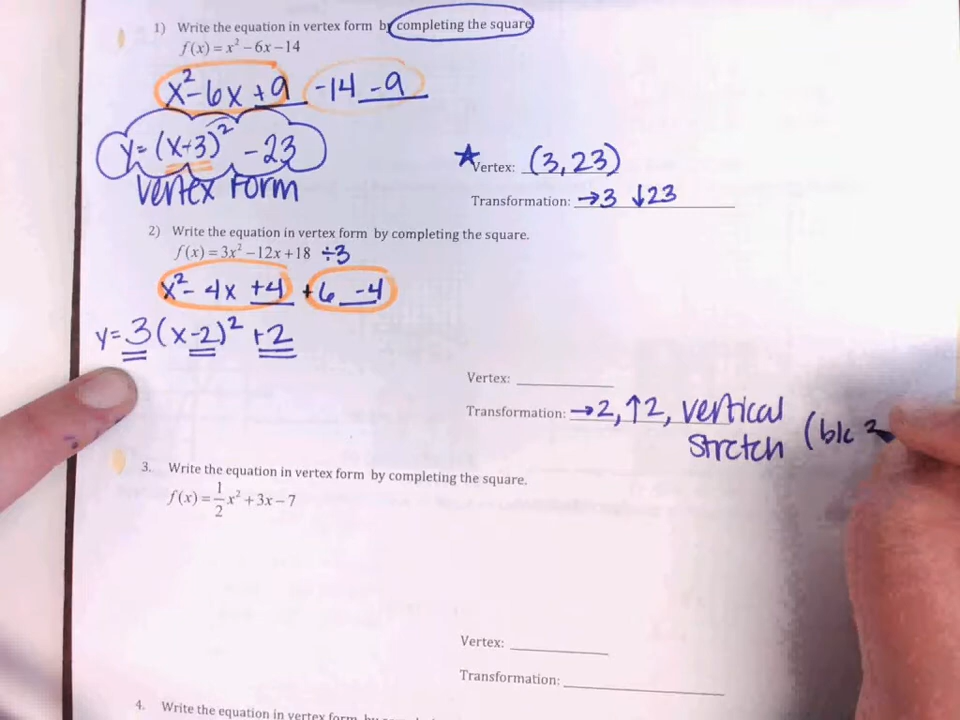 1) Write the equation in vertex form by completing the square
f(x) = x² − 6x − 14
x² − 6x + 9 − 14 − 9
y = (x − 3)² − 23
vertex form
★ Vertex: (3, 23)
Transformation: → 3 ↓ 23
2) Write the equation in vertex form by completing the square.
f(x) = 3x² − 12x + 18 ÷3
x² − 4x + 4 + 6 − 4
y = 3(x − 2)² + 2
Vertex:
Transformation: → 2, ↑ 2, vertical
stretch (b/c
3. Write the equation in vertex form by completing the square.
f(x) = 1/2 x² + 3x − 7
Vertex:
Transformation:
4. Write the equation in vertex form by